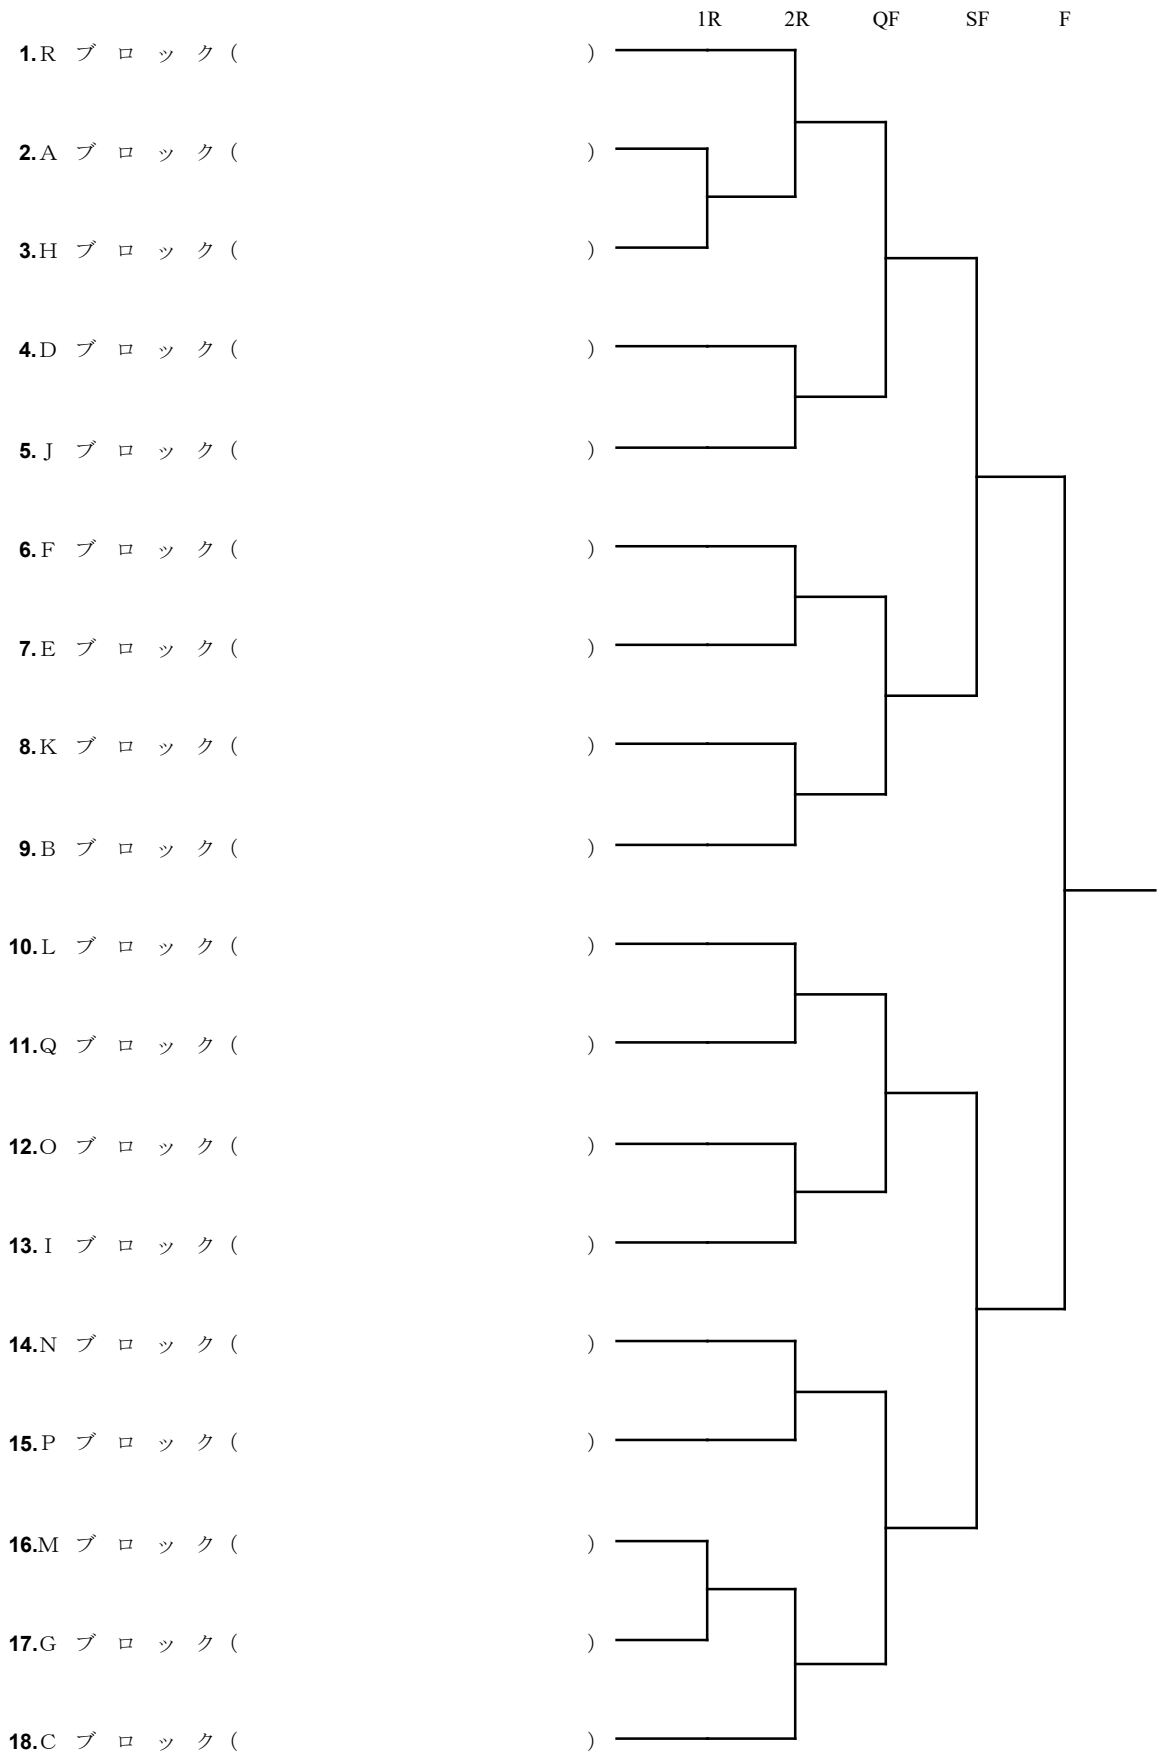 1R 2R QF SF F
1.R ブロック( )
2.A ブロック( )
3.H ブロック( )
4.D ブロック( )
5.J ブロック( )
6.F ブロック( )
7.E ブロック( )
8.K ブロック( )
9.B ブロック( )
10.L ブロック( )
11.Q ブロック( )
12.O ブロック( )
13.I ブロック( )
14.N ブロック( )
15.P ブロック( )
16.M ブロック( )
17.G ブロック( )
18.C ブロック( )